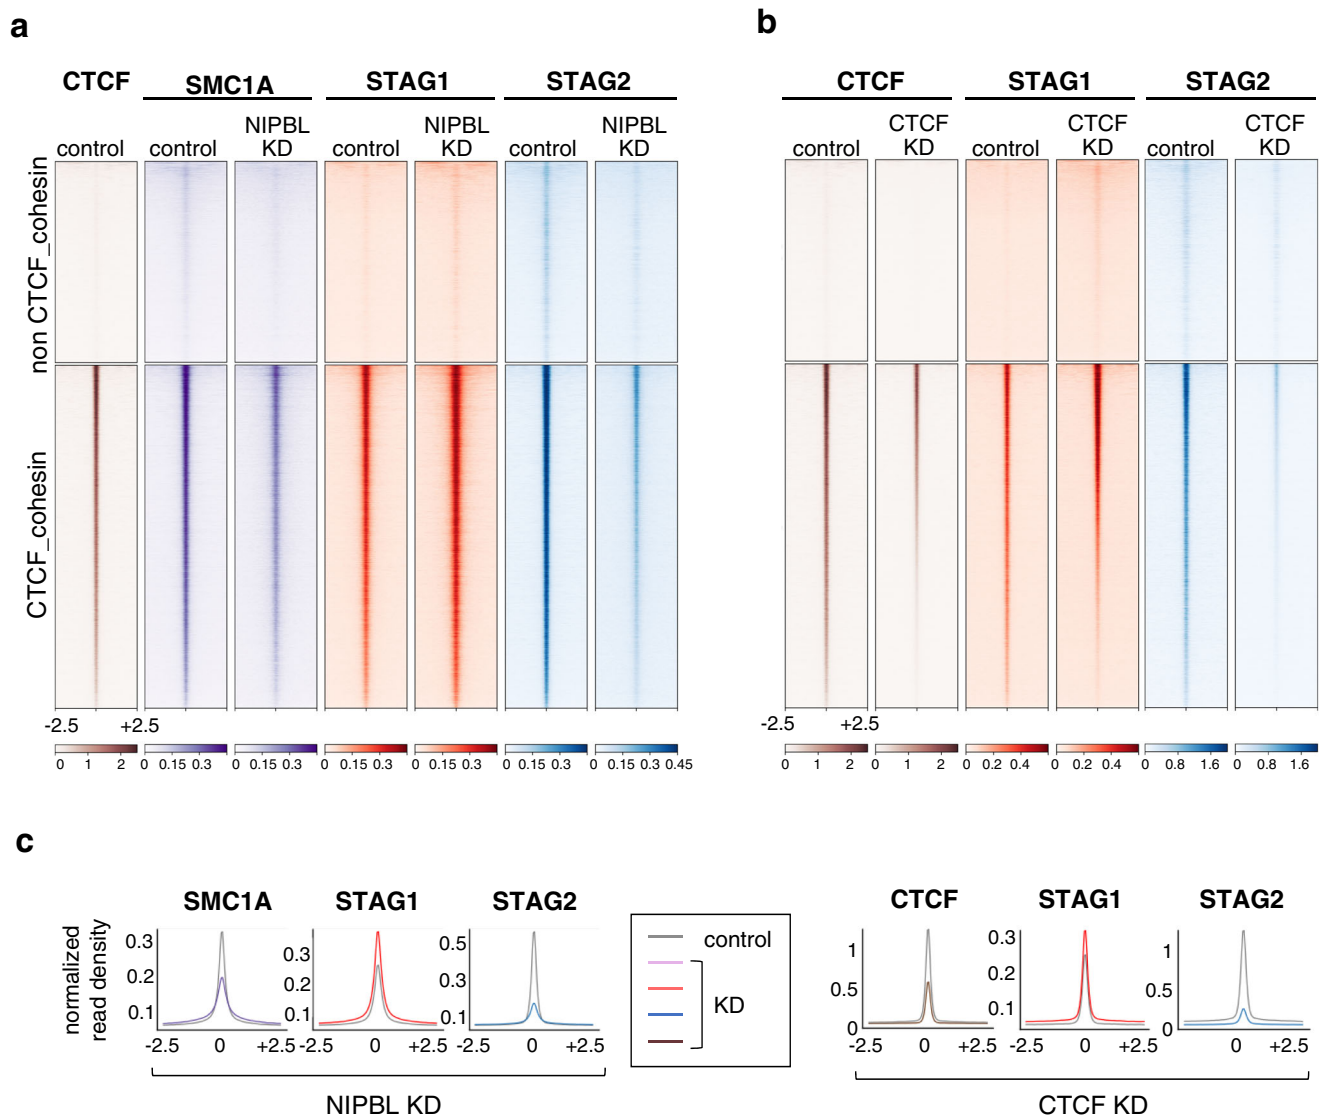 a
CTCF SMC1A STAG1 STAG2
control control NIPBL KD control NIPBL KD control NIPBL KD
non CTCF_cohesin
CTCF_cohesin
-2.5 +2.5
0 1 2 0 0.15 0.3 0 0.15 0.3 0 0.15 0.3 0 0.15 0.3 0 0.15 0.3 0 0.15 0.3 0.45
b
CTCF STAG1 STAG2
control CTCF KD control CTCF KD control CTCF KD
-2.5 +2.5
0 1 2 0 1 2 0 0.2 0.4 0 0.2 0.4 0 0.8 1.6 0 0.8 1.6
c
normalized
read density
SMC1A
0.3
0.2
0.1
-2.5 0 +2.5
STAG1
0.3
0.2
0.1
-2.5 0 +2.5
STAG2
0.5
0.3
0.1
-2.5 0 +2.5
NIPBL KD
control
KD
CTCF
1
0.5
0
-2.5 0 +2.5
STAG1
0.3
0.2
0.1
-2.5 0 +2.5
STAG2
1
0.5
0
-2.5 0 +2.5
CTCF KD